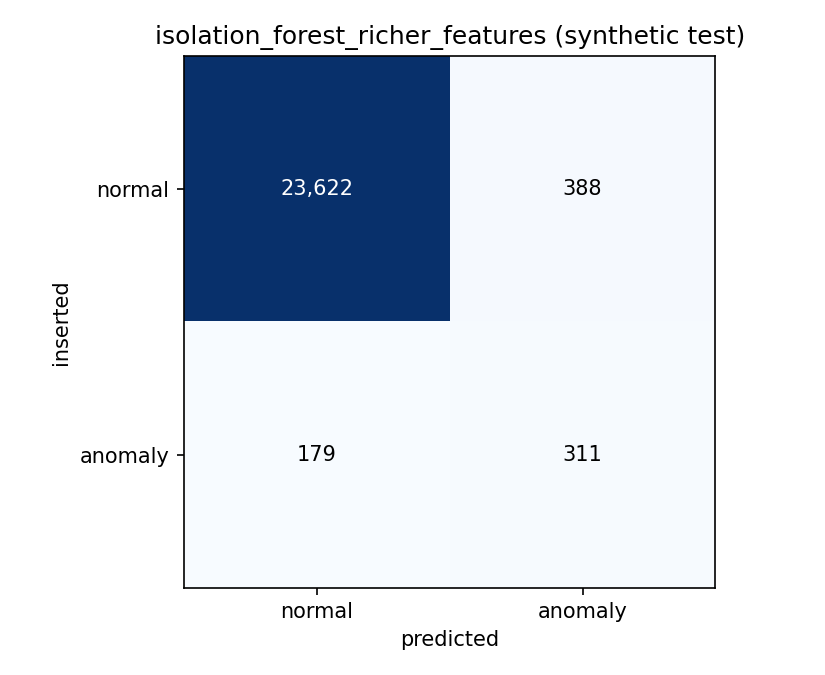 isolation_forest_richer_features (synthetic test)
normal
23,622
388
inserted
anomaly
179
311
normal
anomaly
predicted